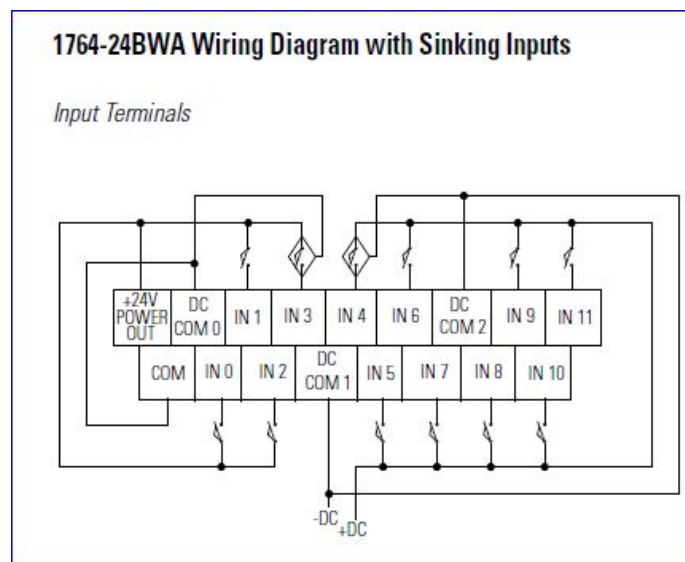 1764-24BWA Wiring Diagram with Sinking Inputs
Input Terminals
+24V
POWER
OUT
DC
COM 0
IN 1
IN 3
IN 4
IN 6
DC
COM 2
IN 9
IN 11
COM
IN 0
IN 2
DC
COM 1
IN 5
IN 7
IN 8
IN 10
-DC
+DC